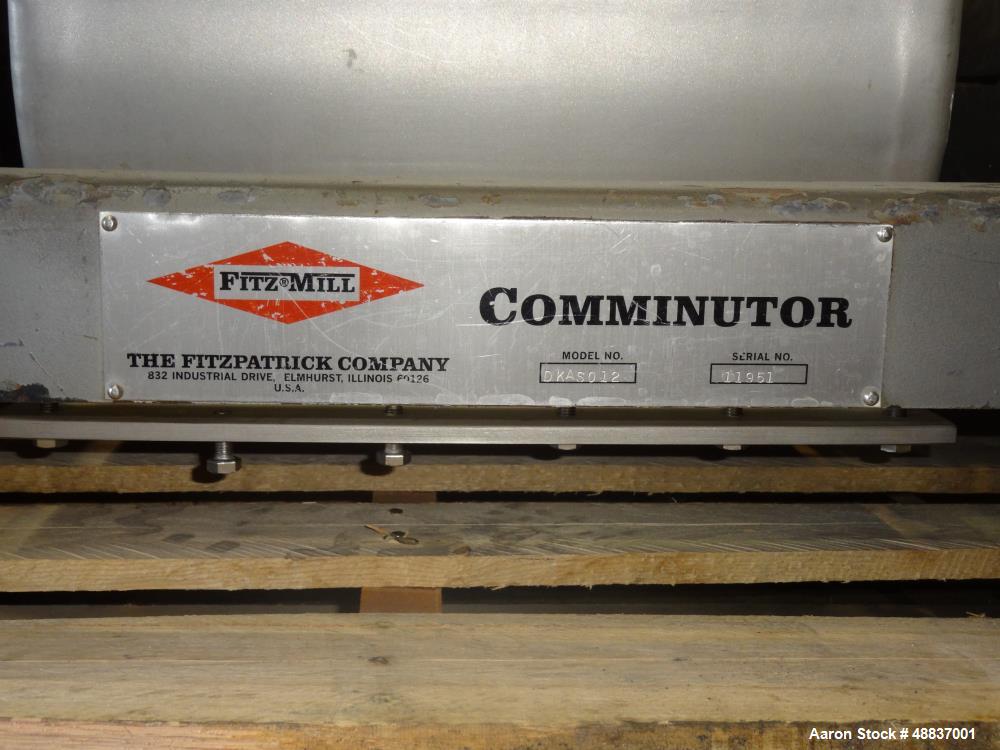 FITZ®MILL
COMMINUTOR
THE FITZPATRICK COMPANY
832 INDUSTRIAL DRIVE, ELMHURST, ILLINOIS 60126
U.S.A.
MODEL NO.
DKAS012
SERIAL NO.
11951
Aaron Stock # 48837001